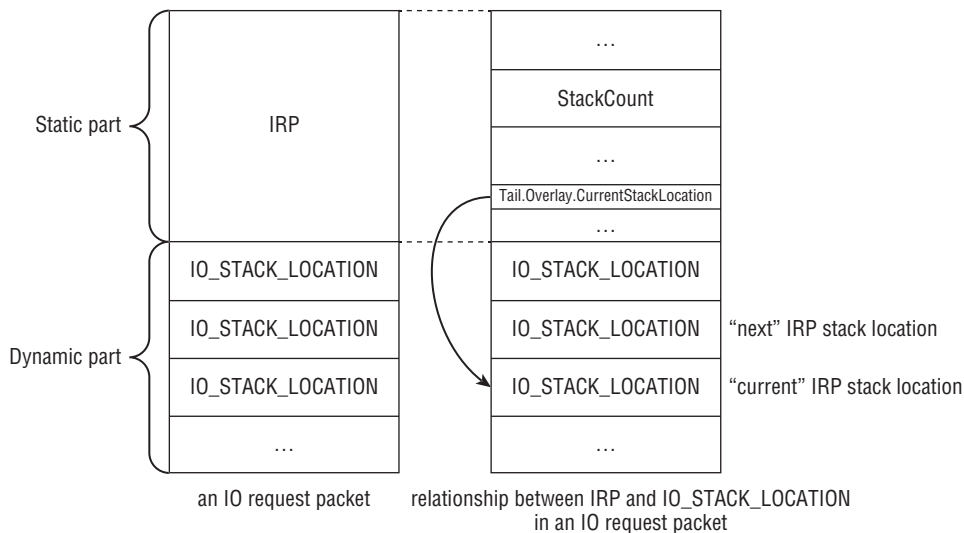 Static part
Dynamic part
IRP
IO_STACK_LOCATION
IO_STACK_LOCATION
IO_STACK_LOCATION
...
an IO request packet
...
StackCount
...
Tail.Overlay.CurrentStackLocation
...
IO_STACK_LOCATION
IO_STACK_LOCATION
IO_STACK_LOCATION
...
“next” IRP stack location
“current” IRP stack location
relationship between IRP and IO_STACK_LOCATION
in an IO request packet